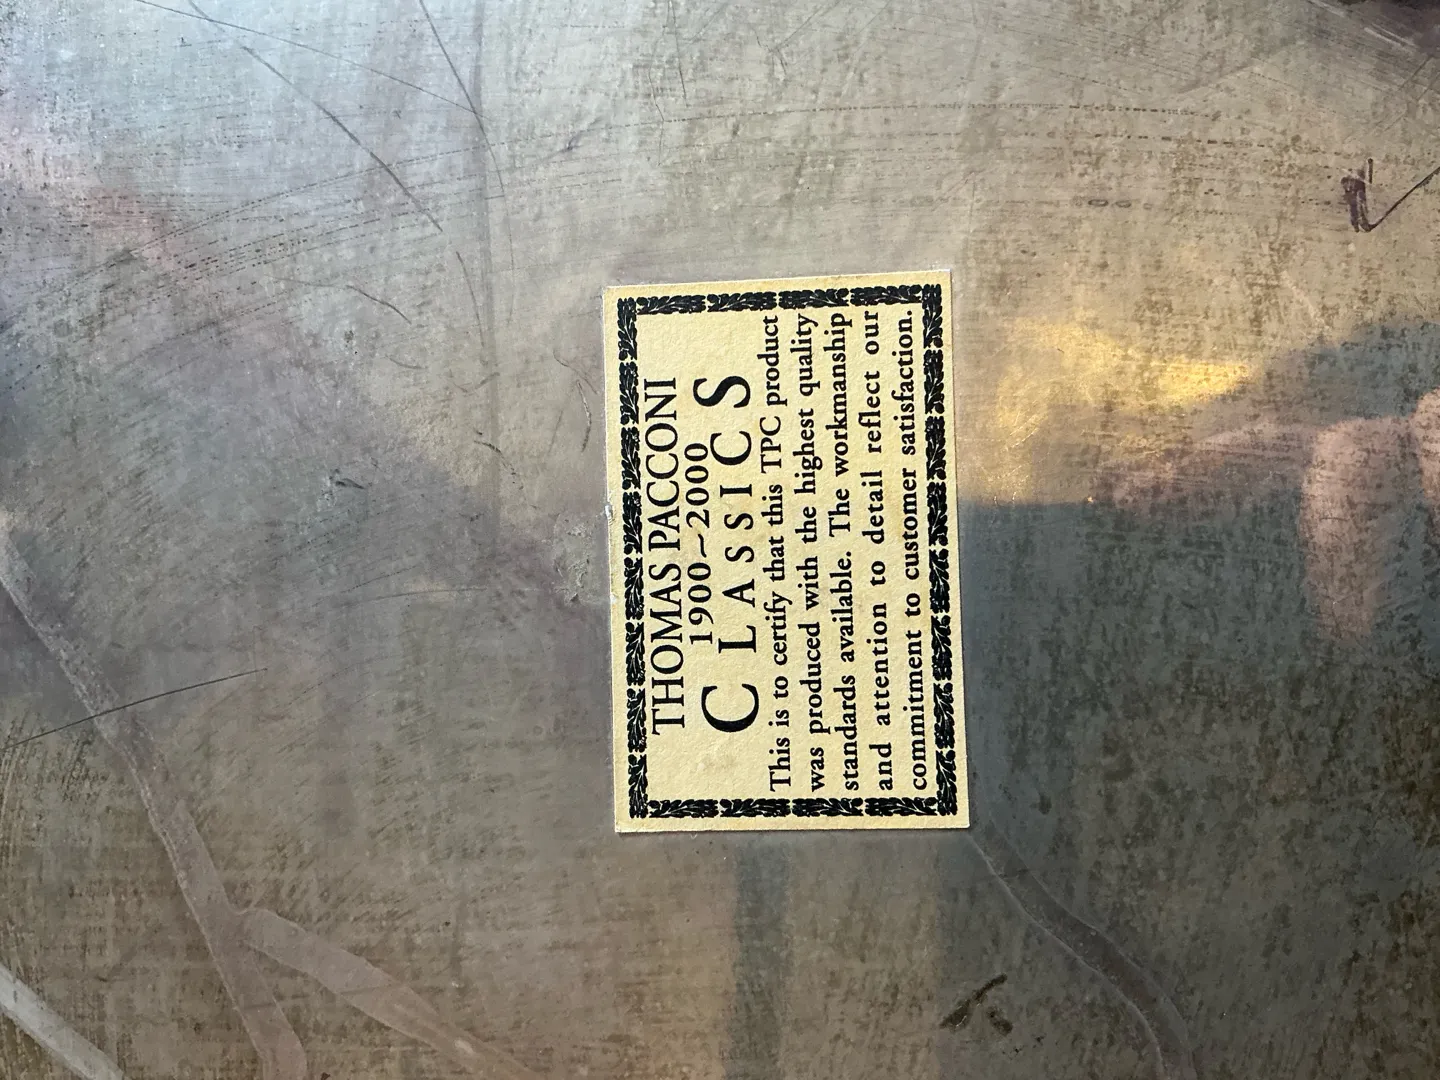 THOMAS PACCONI
1900~2000
CLASSICS
This is to certify that this TPC product
was produced with the highest quality
standards available. The workmanship
and attention to detail reflect our
commitment to customer satisfaction.